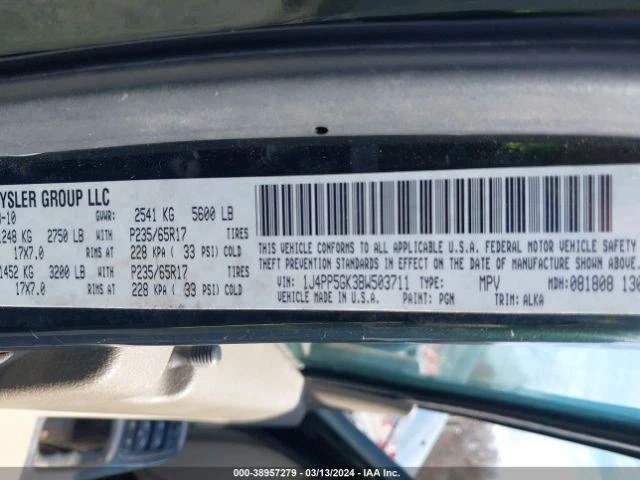 YSLER GROUP LLC
-10 GVWR: 2541 KG 5600 LB
1248 KG 2750 LB WITH P235/65R17 TIRES
17X7.0 RIMS AT 228 KPA ( 33 PSI) COLD
1452 KG 3200 LB WITH P235/65R17 TIRES
17X7.0 RIMS AT 228 KPA ( 33 PSI) COLD
THIS VEHICLE CONFORMS TO ALL APPLICABLE U.S.A. FEDERAL MOTOR VEHICLE SAFETY
THEFT PREVENTION STANDARDS IN EFFECT ON THE DATE OF MANUFACTURE SHOWN ABOVE.
VIN: 1J4PP5GK3BW503711 TYPE: MPV MDH:081808 130
MADE IN U.S.A. PAINT: PGN TRIM: ALKA
000-38957279 - 03/13/2024 - IAA Inc.